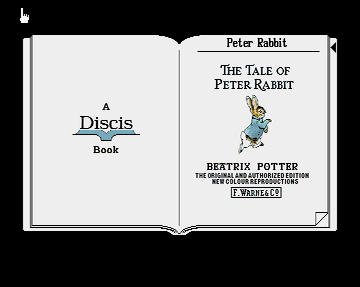 A
Discis
Book
Peter Rabbit
THE TALE OF
PETER RABBIT
BEATRIX POTTER
THE ORIGINAL AND AUTHORIZED EDITION
NEW COLOUR REPRODUCTIONS
F. WARNE & Co